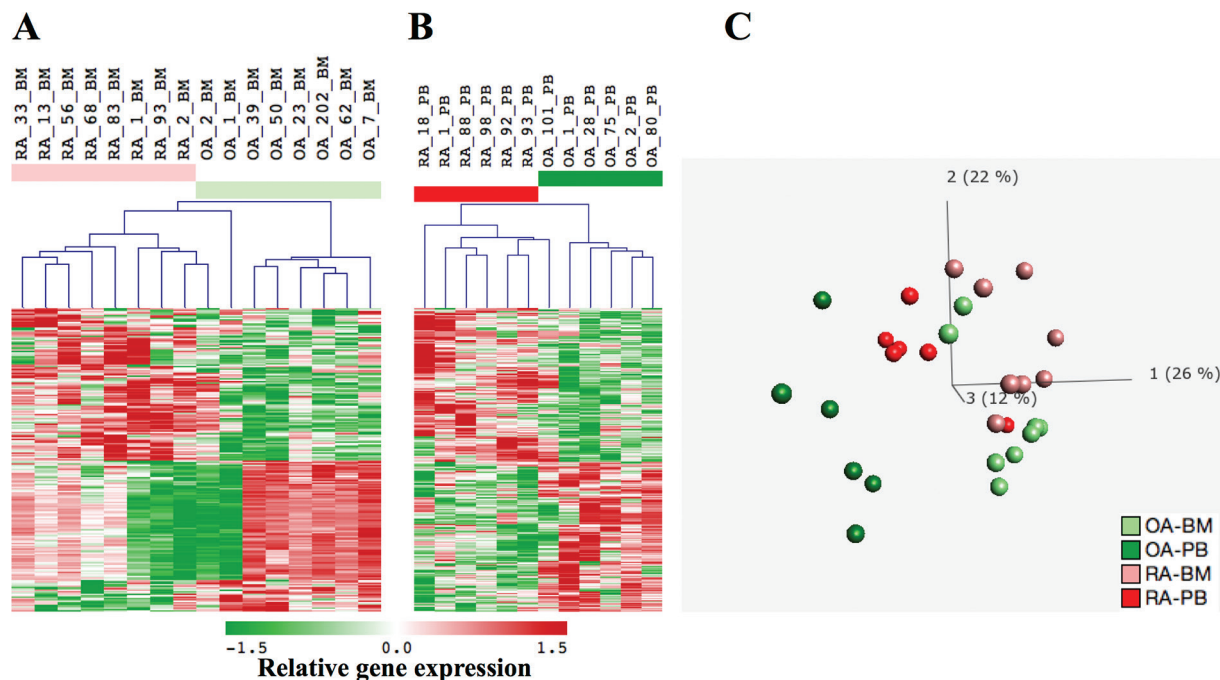 A
RA_33_BM
RA_13_BM
RA_56_BM
RA_68_BM
RA_83_BM
RA_1_BM
RA_93_BM
RA_2_BM
OA_2_BM
OA_1_BM
OA_39_BM
OA_50_BM
OA_23_BM
OA_202_BM
OA_62_BM
OA_7_BM
B
RA_18_PB
RA_1_PB
RA_88_PB
RA_98_PB
RA_92_PB
RA_93_PB
OA_101_PB
OA_1_PB
OA_28_PB
OA_75_PB
OA_2_PB
OA_80_PB
C
2 (22 %)
1 (26 %)
3 (12 %)
OA-BM
OA-PB
RA-BM
RA-PB
-1.5 0.0 1.5
Relative gene expression